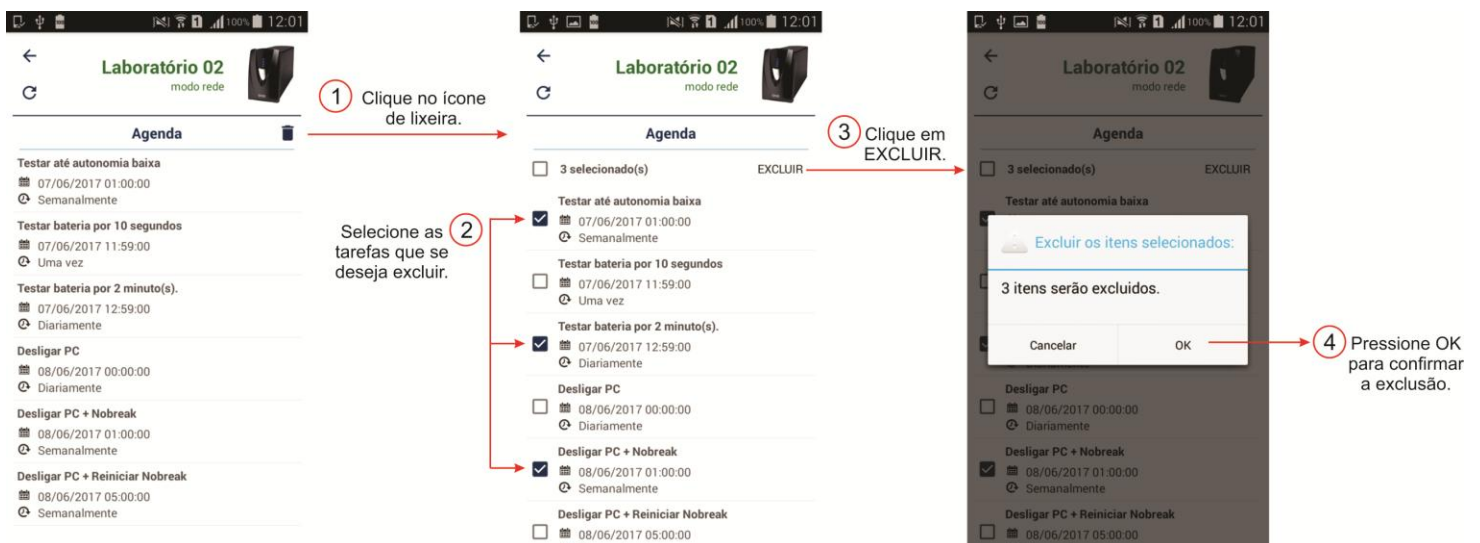 100% 12:01
Laboratório 02
modo rede
Agenda
Testar até autonomia baixa
07/06/2017 01:00:00
Semanalmente
Testar bateria por 10 segundos
07/06/2017 11:59:00
Uma vez
Testar bateria por 2 minuto(s).
07/06/2017 12:59:00
Diariamente
Desligar PC
08/06/2017 00:00:00
Diariamente
Desligar PC + Nobreak
08/06/2017 01:00:00
Semanalmente
Desligar PC + Reiniciar Nobreak
08/06/2017 05:00:00
Semanalmente
1 Clique no ícone
de lixeira.
Selecione as 2
tarefas que se
deseja excluir.
1 100% 12:01
Laboratório 02
modo rede
Agenda
3 selecionado(s) EXCLUIR
Testar até autonomia baixa
07/06/2017 01:00:00
Semanalmente
Testar bateria por 10 segundos
07/06/2017 11:59:00
Uma vez
Testar bateria por 2 minuto(s).
07/06/2017 12:59:00
Diariamente
Desligar PC
08/06/2017 00:00:00
Diariamente
Desligar PC + Nobreak
08/06/2017 01:00:00
Semanalmente
Desligar PC + Reiniciar Nobreak
08/06/2017 05:00:00
3 Clique em
EXCLUIR.
1 100% 12:01
Laboratório 02
modo rede
Agenda
3 selecionado(s) EXCLUIR
Testar até autonomia baixa
Excluir os itens selecionados:
3 itens serão excluidos.
Cancelar OK
Diariamente
Desligar PC
08/06/2017 00:00:00
Diariamente
Desligar PC + Nobreak
08/06/2017 01:00:00
Semanalmente
Desligar PC + Reiniciar Nobreak
08/06/2017 05:00:00
4 Pressione OK
para confirmar
a exclusão.